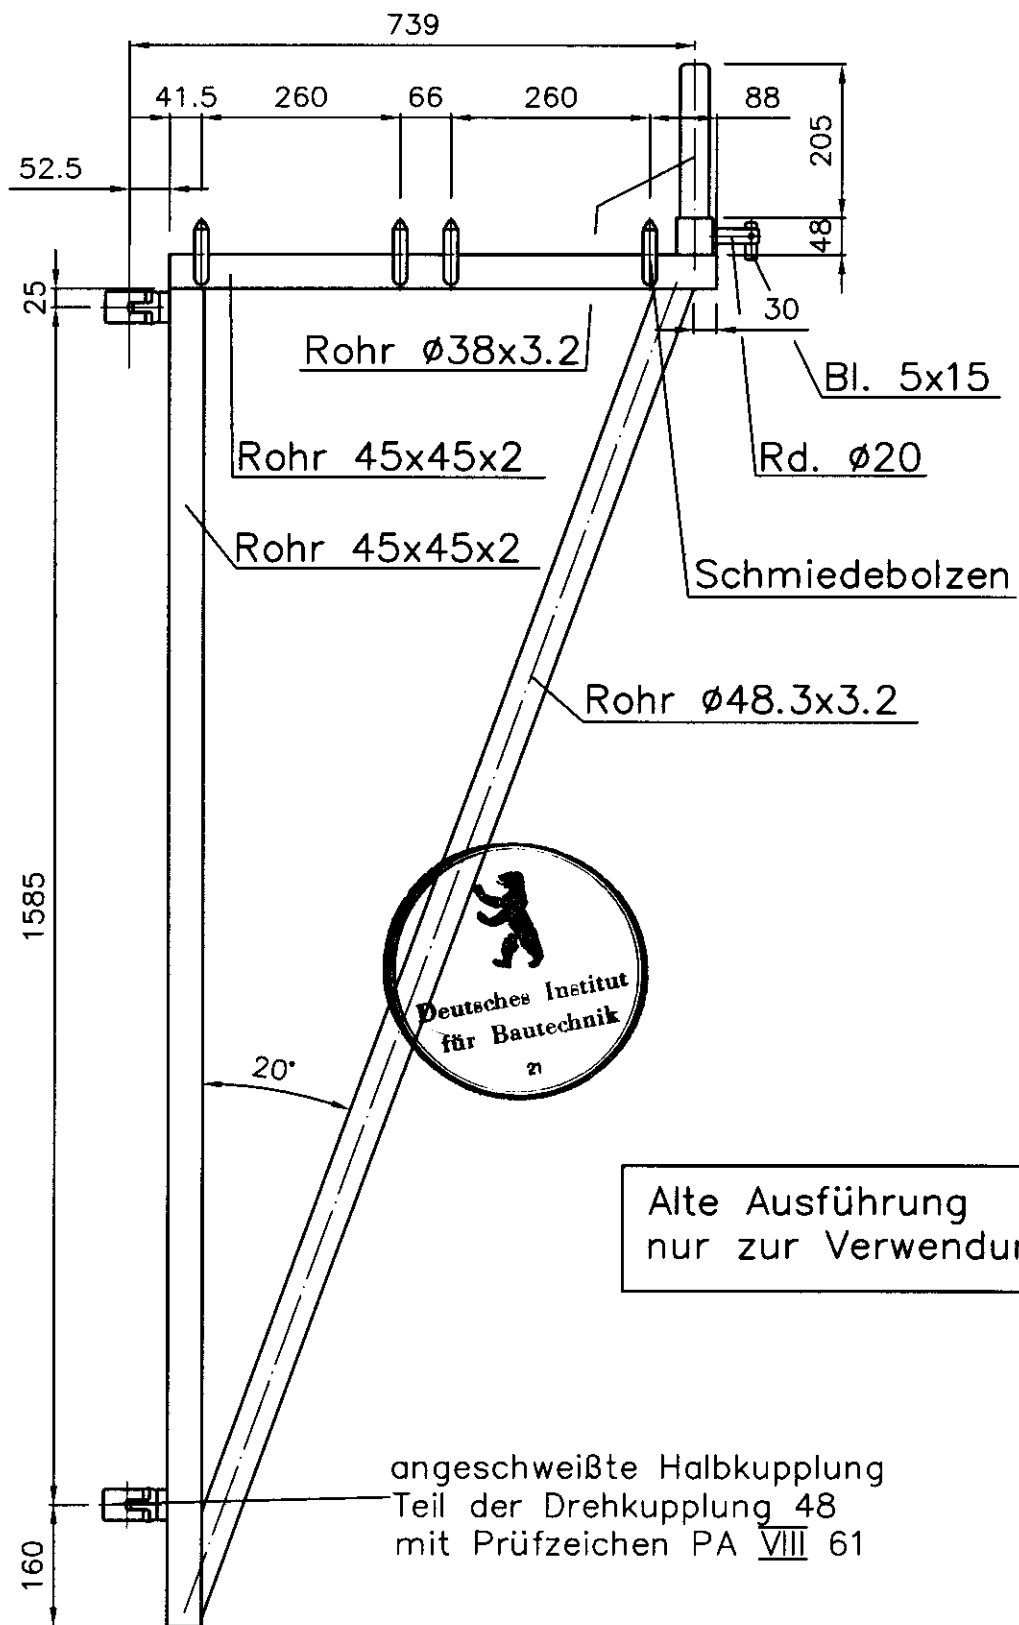 739
41.5 260 66 260 88
205
52.5
48
25
30
Rohr ø38x3.2
Bl. 5x15
Rohr 45x45x2
Rd. ø20
Rohr 45x45x2
Schmiedebolzen
Rohr ø48.3x3.2
1585
Deutsches Institut
für Bautechnik
21
20°
Alte Ausführung
nur zur
angeschweißte Halbkupplung
Teil der Drehkupplung 48
mit Prüfzeichen PA VIII 61
160